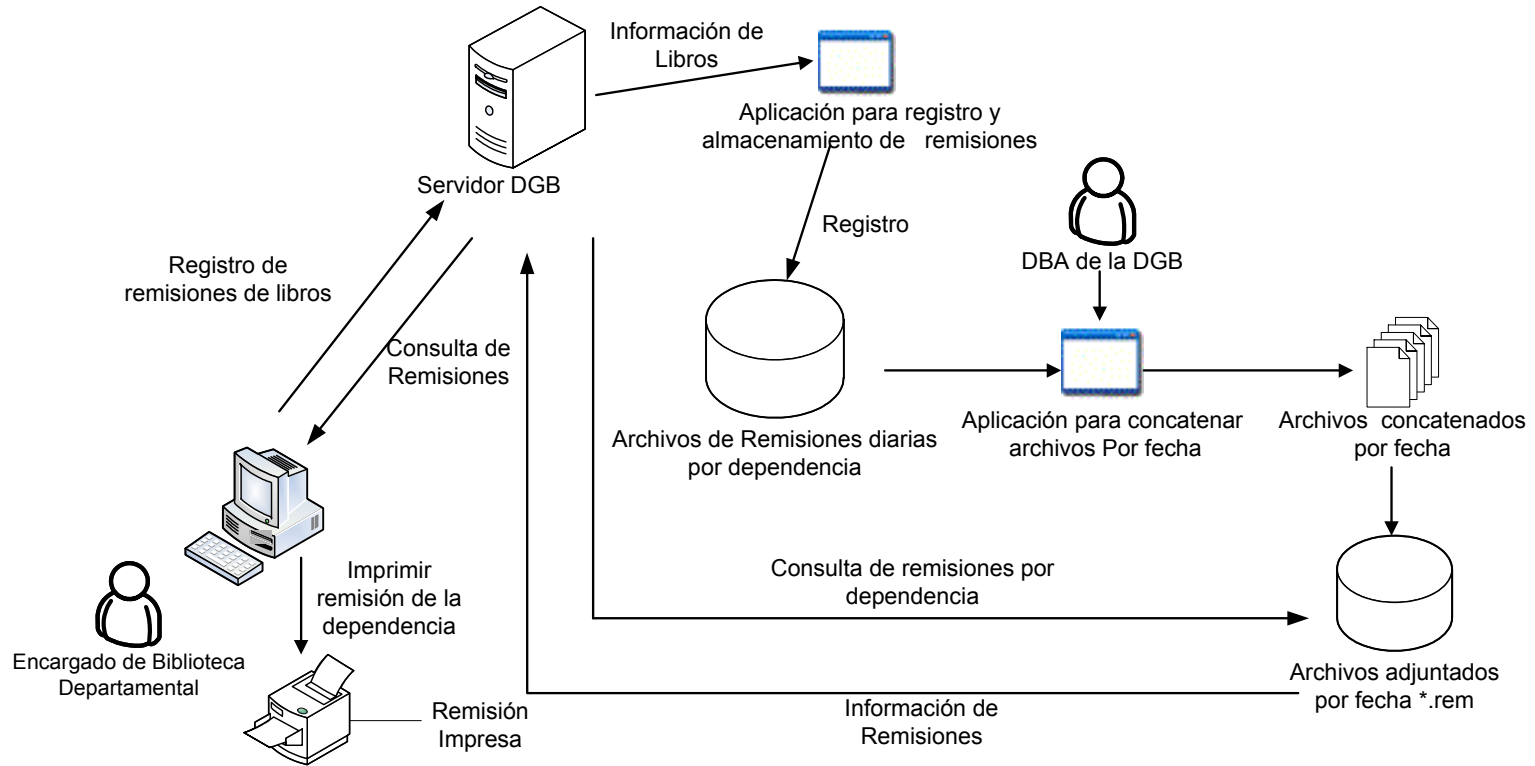 Información de
Libros
Aplicación para registro y
almacenamiento de remisiones
Servidor DGB
Registro
DBA de la DGB
Registro de
remisiones de libros
Consulta de
Remisiones
Archivos de Remisiones diarias
por dependencia
Aplicación para concatenar
archivos Por fecha
Archivos concatenados
por fecha
Imprimir
remisión de la
dependencia
Consulta de remisiones por
dependencia
Encargado de Biblioteca
Departamental
Archivos adjuntados
por fecha *.rem
Remisión
Impresa
Información de
Remisiones